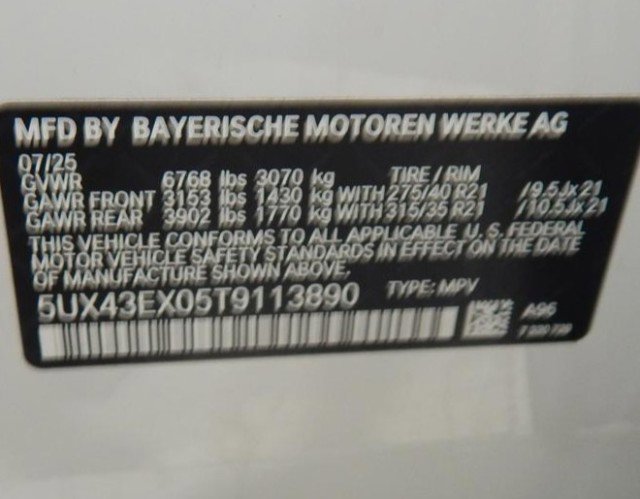 MFD BY BAYERISCHE MOTOREN WERKE AG
07/25
GVWR 6768 lbs 3070 kg TIRE / RIM
GAWR FRONT 3153 lbs 1430 kg WITH 275/40 R21 /9.5Jx21
GAWR REAR 3902 lbs 1770 kg WITH 315/35 R21 /10.5Jx21
THIS VEHICLE CONFORMS TO ALL APPLICABLE U. S. FEDERAL
MOTOR VEHICLE SAFETY STANDARDS IN EFFECT ON THE DATE
OF MANUFACTURE SHOWN ABOVE.
5UX43EX05T9113890 TYPE: MPV
A96